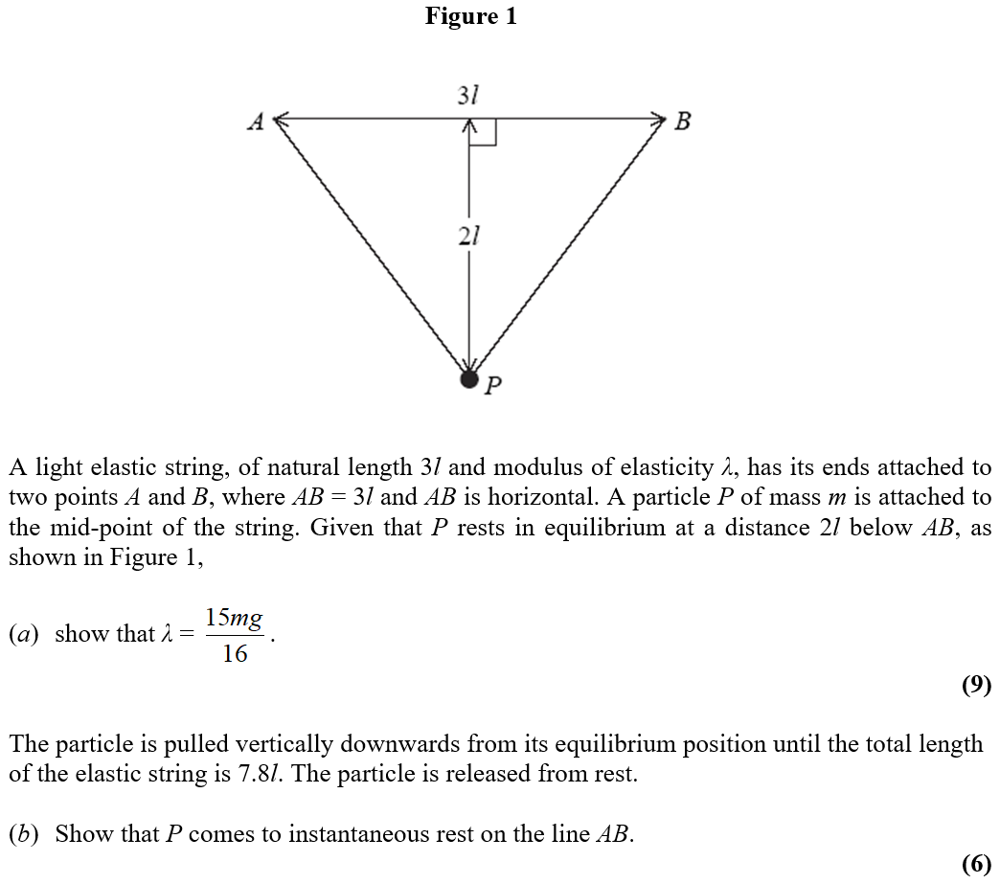 Figure 1
3l
A
B
2l
P
A light elastic string, of natural length 3l and modulus of elasticity λ, has its ends attached to
two points A and B, where AB = 3l and AB is horizontal. A particle P of mass m is attached to
the mid-point of the string. Given that P rests in equilibrium at a distance 2l below AB, as
shown in Figure 1,
(a) show that λ = 15mg/16.
(9)
The particle is pulled vertically downwards from its equilibrium position until the total length
of the elastic string is 7.8l. The particle is released from rest.
(b) Show that P comes to instantaneous rest on the line AB.
(6)